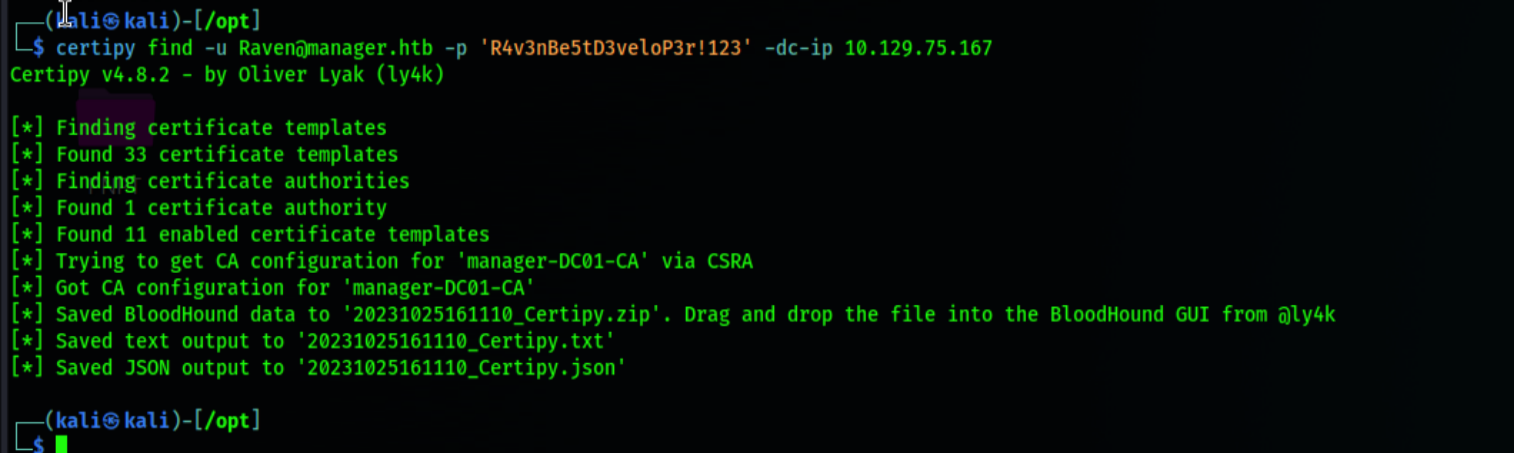 ┌──(kali㉿kali)-[/opt]
└─$ certipy find -u Raven@manager.htb -p 'R4v3nBe5tD3veloP3r!123' -dc-ip 10.129.75.167
Certipy v4.8.2 - by Oliver Lyak (ly4k)
[*] Finding certificate templates
[*] Found 33 certificate templates
[*] Finding certificate authorities
[*] Found 1 certificate authority
[*] Found 11 enabled certificate templates
[*] Trying to get CA configuration for 'manager-DC01-CA' via CSRA
[*] Got CA configuration for 'manager-DC01-CA'
[*] Saved BloodHound data to '20231025161110_Certipy.zip'. Drag and drop the file into the BloodHound GUI from @ly4k
[*] Saved text output to '20231025161110_Certipy.txt'
[*] Saved JSON output to '20231025161110_Certipy.json'
┌──(kali㉿kali)-[/opt]
└─$